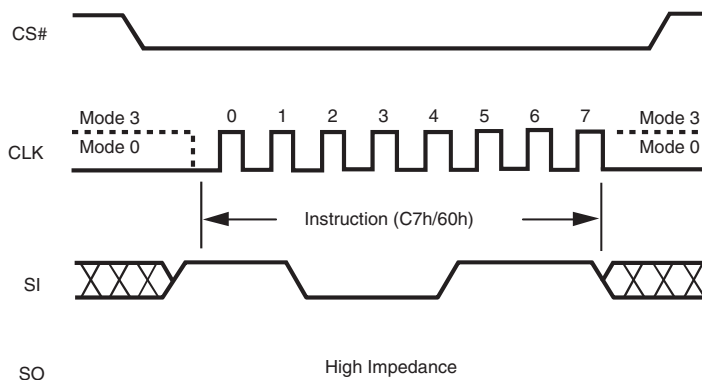 CS#
Mode 3 0 1 2 3 4 5 6 7 Mode 3
Mode 0 Mode 0
CLK
Instruction (C7h/60h)
SI
High Impedance
SO